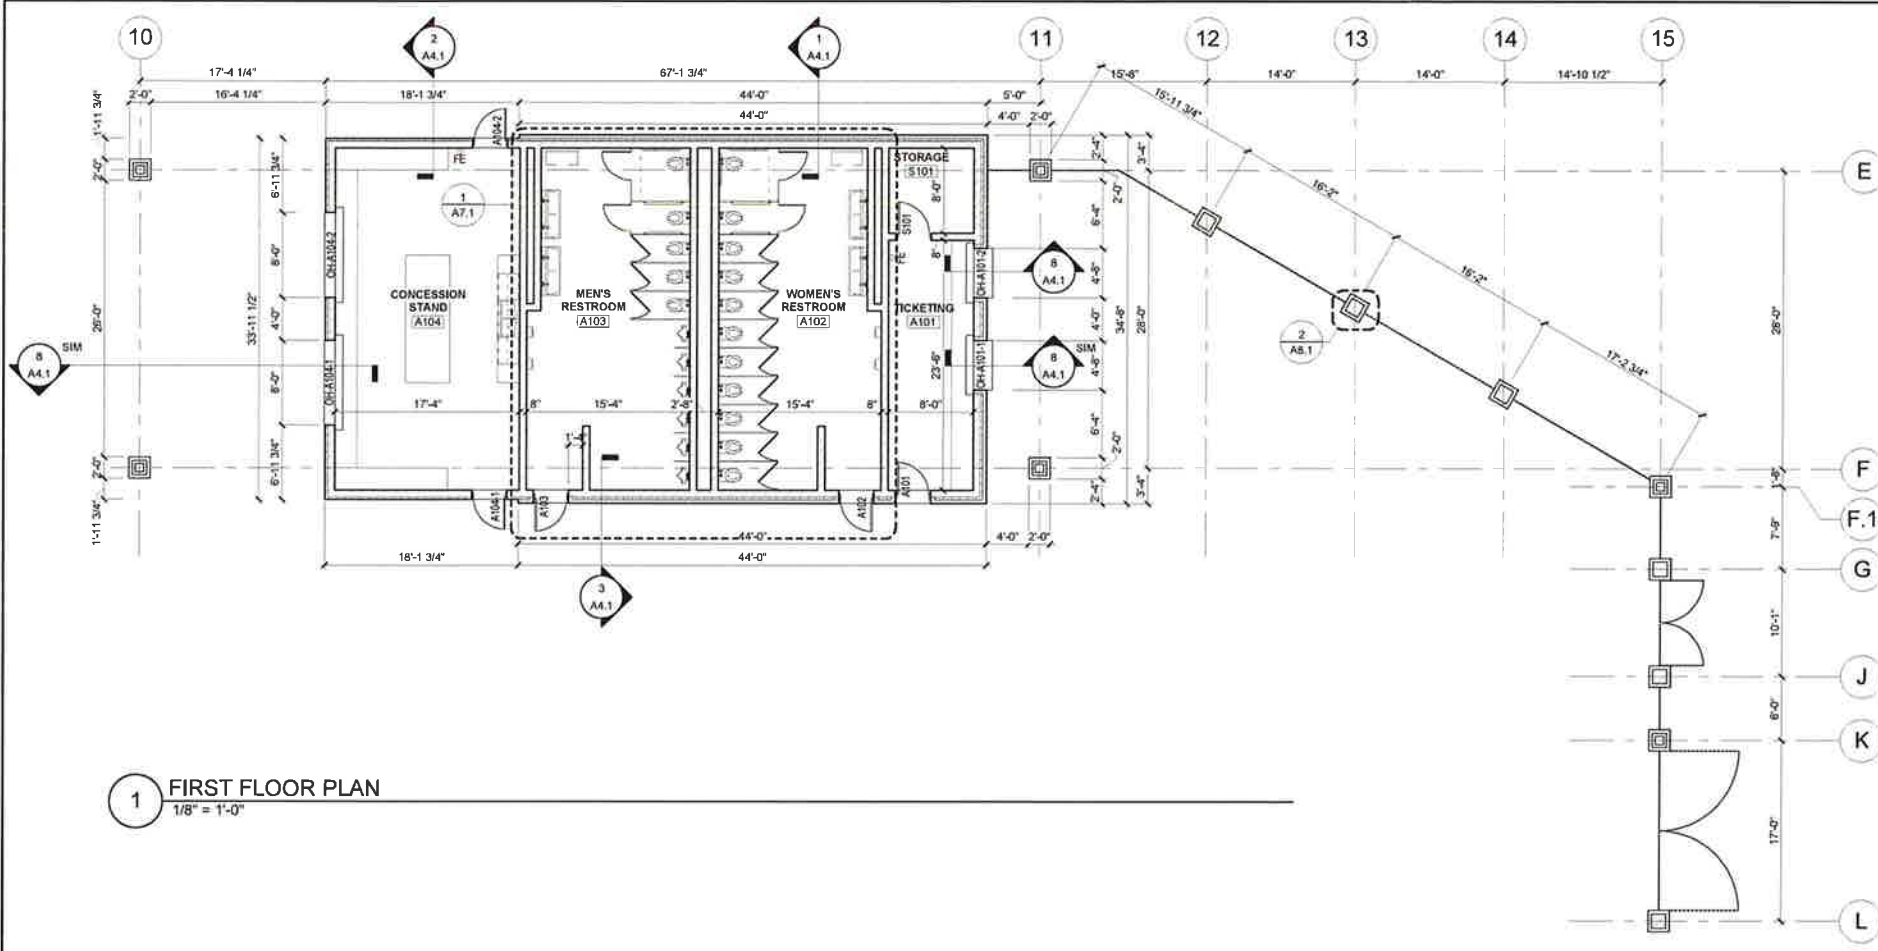 10
11
12
13
14
15
2
A4.1
1
A4.1
17'-4 1/4"
67'-1 3/4"
15'-6"
14'-0"
14'-0"
14'-10 1/2"
2'-0"
16'-4 1/4"
18'-1 3/4"
44'-0"
5'-0"
44'-0"
4'-0"
2'-0"
15'-11 3/4"
16'-2"
16'-2"
17'-2 3/4"
1'-11 3/4"
2'-0"
26'-0"
2'-0"
1'-11 3/4"
33'-11 1/2"
6'-11 3/4"
8'-0"
4'-0"
8'-0"
6'-11 3/4"
A104-2
FE
1
A7.1
OH-A104-2
OH-A104-1
CONCESSION
STAND
A104
MEN'S
RESTROOM
A103
WOMEN'S
RESTROOM
A102
STORAGE
S101
8'-0"
S101
8"
FE
TICKETING
A101
23'-6"
OH-A101-2
OH-A101-1
8
A4.1
SIM
8
A4.1
8
A4.1
SIM
17'-4"
8"
15'-4"
2'-8"
15'-4"
8"
8'-0"
A104-1
A103
A102
A101
2'-4"
2'-0"
6'-4"
4'-8"
4'-0"
4'-8"
6'-4"
2'-0"
2'-4"
34'-8"
3'-4"
28'-0"
3'-4"
2
A6.1
44'-0"
4'-0"
2'-0"
18'-1 3/4"
44'-0"
3
A4.1
E
28'-0"
F
1'-8"
F.1
7'-9"
G
10'-1"
J
6'-0"
K
17'-0"
L
1
FIRST FLOOR PLAN
1/8" = 1'-0"